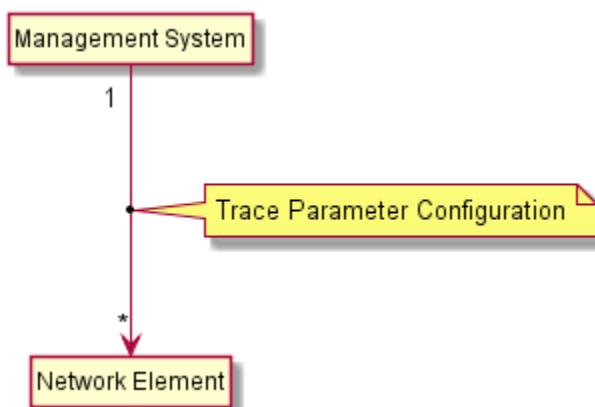 Management System
1
Trace Parameter Configuration
*
Network Element